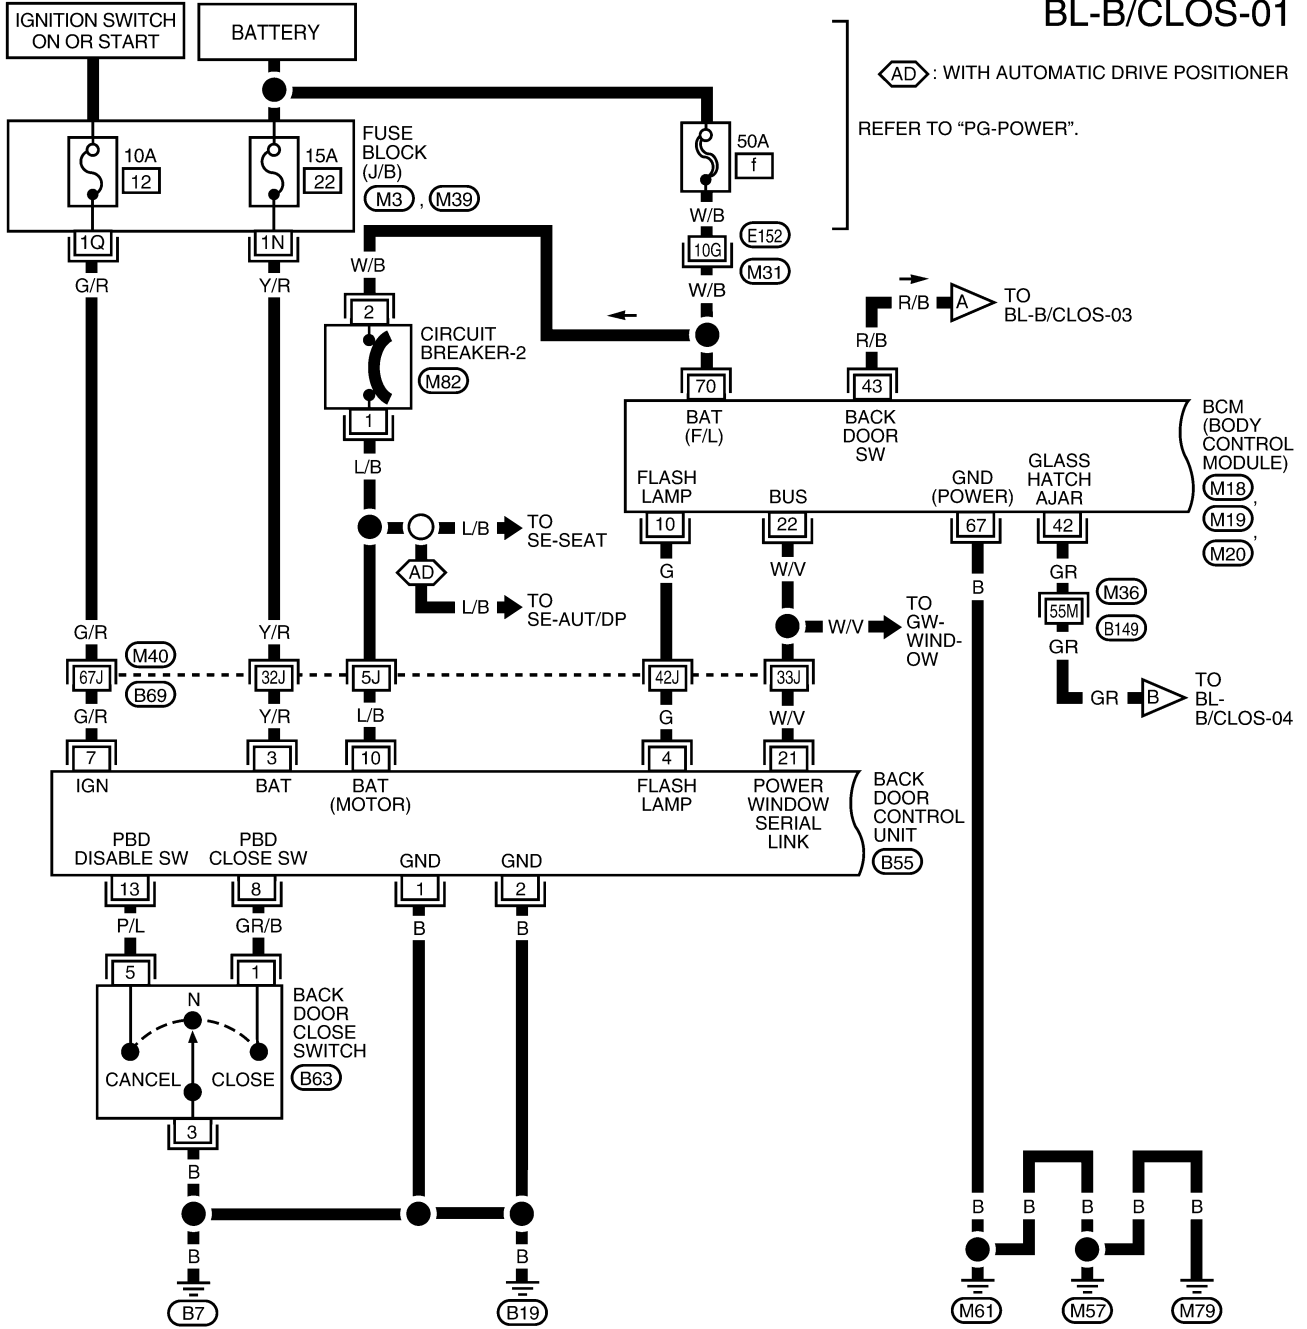 BL-B/CLOS-01
IGNITION SWITCH
ON OR START
BATTERY
AD : WITH AUTOMATIC DRIVE POSITIONER
REFER TO “PG-POWER”.
10A
12
15A
22
FUSE
BLOCK
(J/B)
M3 , M39
50A
f
W/B
10G
E152
M31
W/B
1Q
1N
G/R
Y/R
W/B
2
CIRCUIT
BREAKER-2
M82
1
L/B
R/B
A
TO
BL-B/CLOS-03
R/B
70
43
BAT
(F/L)
BACK
DOOR
SW
BCM
(BODY
CONTROL
MODULE)
M18 ,
M19 ,
M20
FLASH
LAMP
BUS
GND
(POWER)
GLASS
HATCH
AJAR
10
22
67
42
L/B
TO
SE-SEAT
AD
L/B
TO
SE-AUT/DP
G
W/V
B
GR
55M
M36
B149
GR
W/V
TO
GW-
WIND-
OW
GR
B
TO
BL-
B/CLOS-04
G/R
Y/R
M40
B69
67J
32J
5J
42J
33J
G/R
Y/R
L/B
G
W/V
7
3
10
4
21
IGN
BAT
BAT
(MOTOR)
FLASH
LAMP
POWER
WINDOW
SERIAL
LINK
BACK
DOOR
CONTROL
UNIT
B55
PBD
DISABLE SW
PBD
CLOSE SW
GND
GND
13
8
1
2
P/L
GR/B
B
B
5
1
N
CANCEL
CLOSE
BACK
DOOR
CLOSE
SWITCH
B63
3
B
B
B
B
B
B
B
B
B7
B19
M61
M57
M79